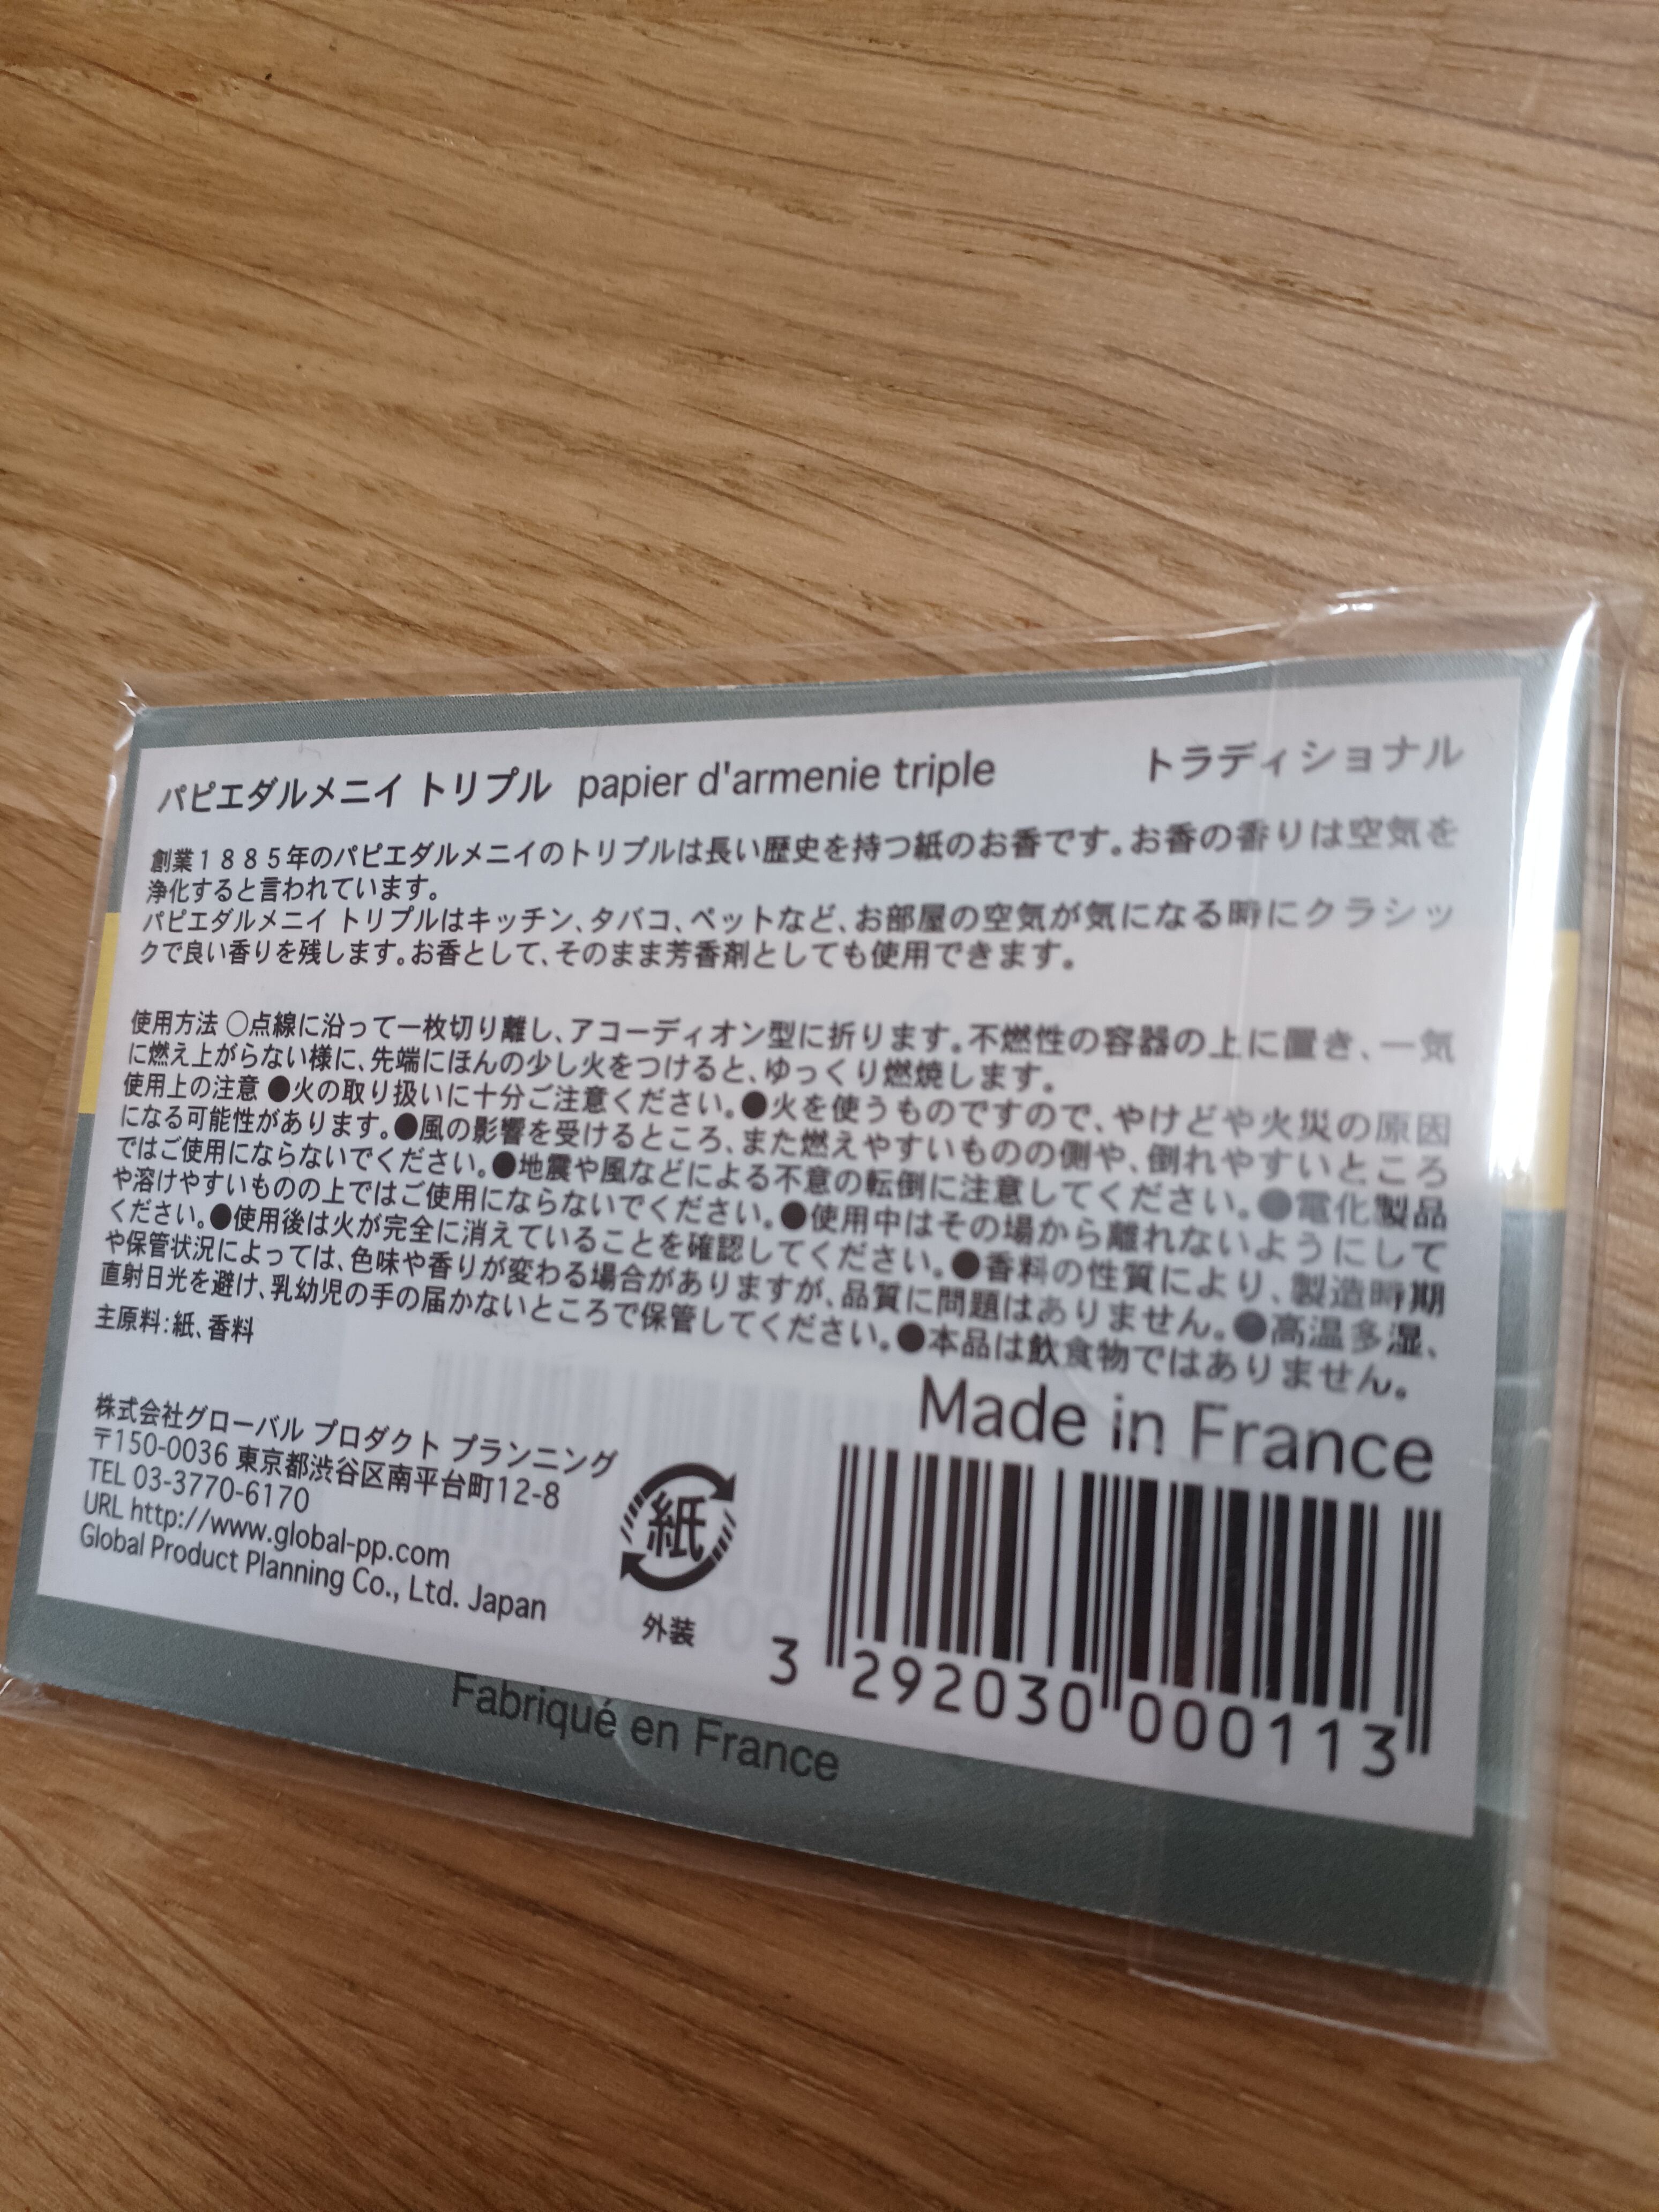 パピエダルメニイ トリプル papier d'armenie triple トラディショナル
創業1885年のパピエダルメニイのトリプルは長い歴史を持つ紙のお香です。お香の香りは空気を
浄化すると言われています。
パピエダルメニイ トリプルはキッチン、タバコ、ペットなど、お部屋の空気が気になる時にクラシッ
クで良い香りを残します。お香として、そのまま芳香剤としても使用できます。
使用方法 〇点線に沿って一枚切り離し、アコーディオン型に折ります。不燃性の容器の上に置き、一気
に燃え上がらない様に、先端にほんの少し火をつけると、ゆっくり燃焼します。
使用上の注意 ●火の取り扱いに十分ご注意ください。●火を使うものですので、やけどや火災の原因
になる可能性があります。●風の影響を受けるところ、また燃えやすいものの側や、倒れやすいところ
ではご使用にならないでください。●地震や風などによる不意の転倒に注意してください。●電化製品
や溶けやすいものの上ではご使用にならないでください。●使用中はその場から離れないようにして
ください。●使用後は火が完全に消えていることを確認してください。●香料の性質により、製造時期
や保管状況によっては、色味や香りが変わる場合がありますが、品質に問題はありません。●高温多湿、
直射日光を避け、乳幼児の手の届かないところで保管してください。●本品は飲食物ではありません。
主原料:紙、香料
Made in France
株式会社グローバル プロダクト プランニング
〒150-0036 東京都渋谷区南平台町12-8
TEL 03-3770-6170
URL http://www.global-pp.com
Global Product Planning Co., Ltd. Japan
紙
外装
3 292030 000113
Fabriqué en France